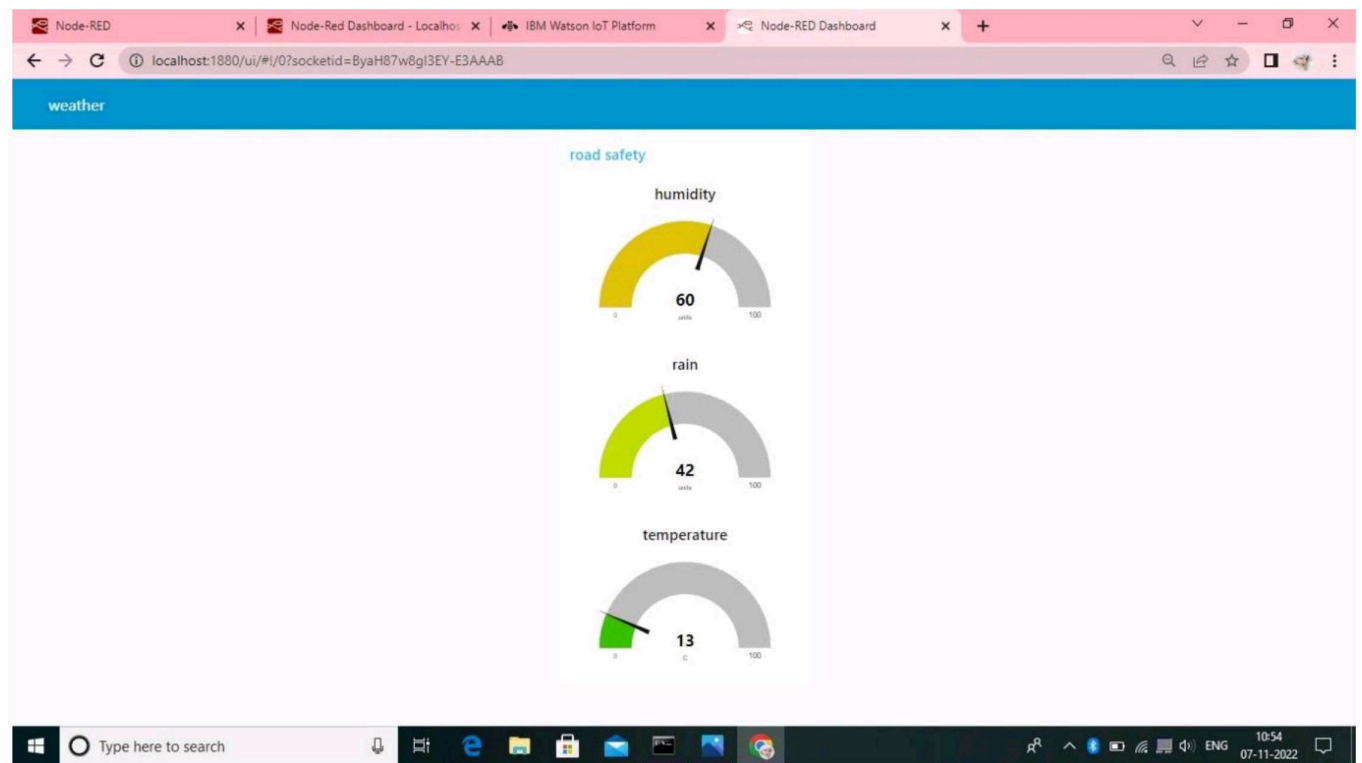 Node-RED
Node-Red Dashboard - Localhos
IBM Watson IoT Platform
Node-RED Dashboard
localhost:1880/ui/#!/0?socketid=ByaH87w8gI3EY-E3AAAB
weather
road safety
humidity
60
units
0
100
rain
42
units
0
100
temperature
13
C
0
100
Type here to search
ENG
10:54
07-11-2022